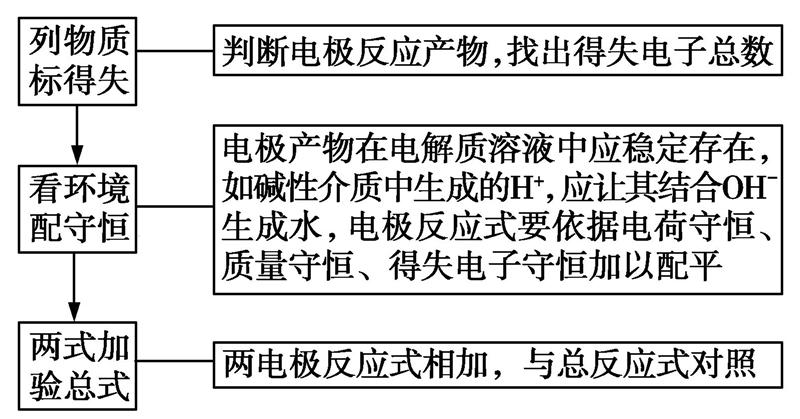 列物质
标得失
判断电极反应产物,找出得失电子总数
看环境
配守恒
电极产物在电解质溶液中应稳定存在,
如碱性介质中生成的H⁺,应让其结合OH⁻
生成水，电极反应式要依据电荷守恒、
质量守恒、得失电子守恒加以配平
两式加
验总式
两电极反应式相加，与总反应式对照